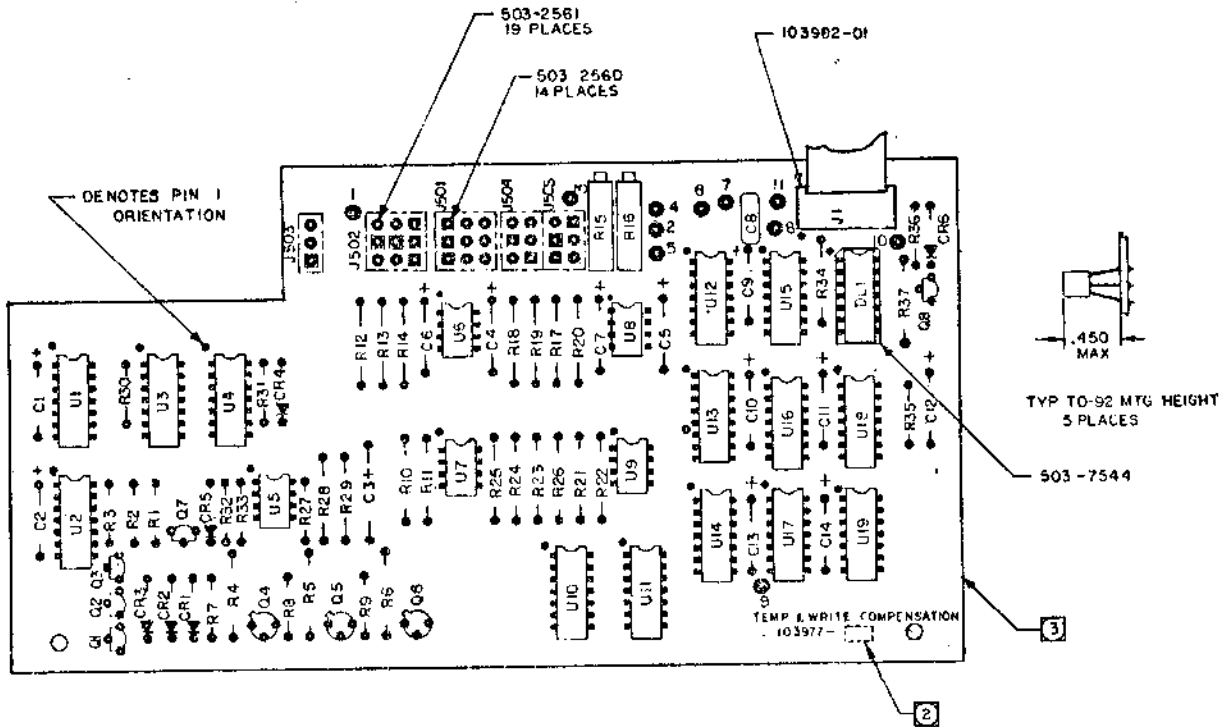 503-2561
19 PLACES
503 2560
14 PLACES
103982-01
DENOTES PIN 1
ORIENTATION
J503
1
J502
J501
J504
J505
3
R15
R16
4
2
5
6
7
C8
11
8
J1
10
R36
CR6
R12
R13
R14
C6
+
U6
+
C4
R18
R19
R17
R20
+
C7
U8
+
C5
+
U12
C9
U15
R34
DL1
R37
Q8
.450
MAX
TYP TO-92 MTG HEIGHT
5 PLACES
+
C1
U1
R30
U3
U4
R31
CR4
U13
+
C10
U16
+
C11
U18
R35
+
C12
503-7544
+
C2
U2
R3
R2
R1
Q7
CR5
R32
R33
U5
R27
R28
R29
C3+
R10
R11
U7
R25
R24
R23
R26
R21
R22
U9
U14
+
C13
U17
+
C14
U19
Q3
Q2
Q1
CR3
CR2
CR1
R7
R4
Q4
R8
R5
Q5
R9
R6
Q6
U10
U11
9
TEMP & WRITE COMPENSATION
103977-
3
2